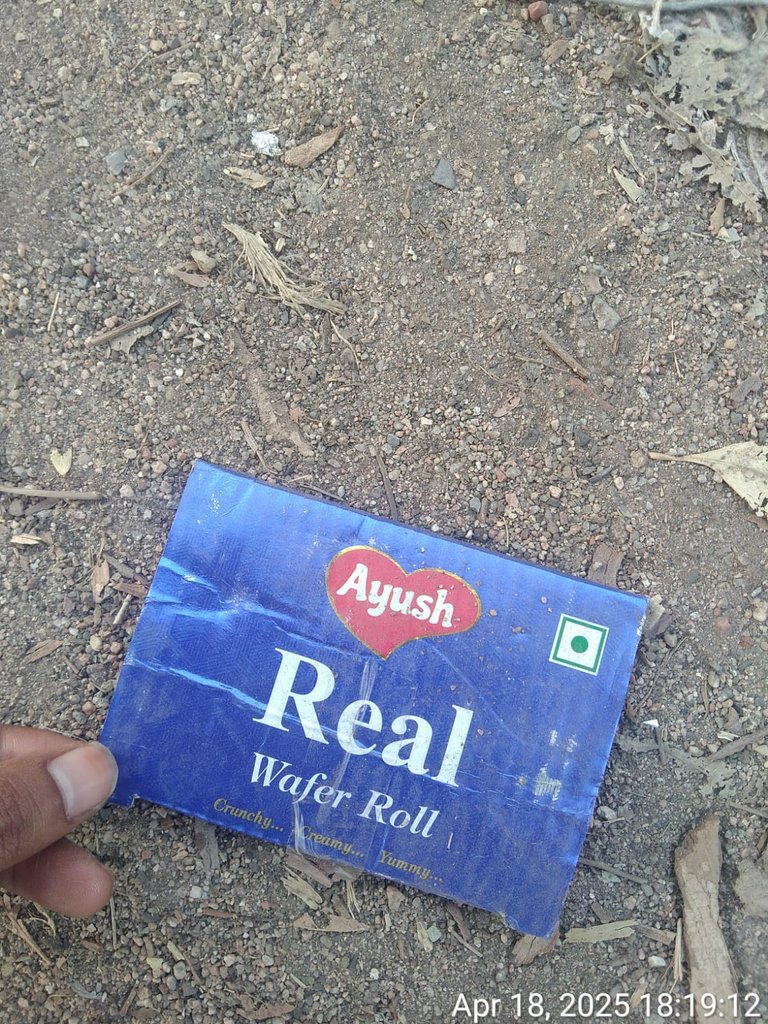 Ayush
Real
Wafer Roll
Crunchy... Creamy... Yummy...
Apr 18, 2025 18:19:12